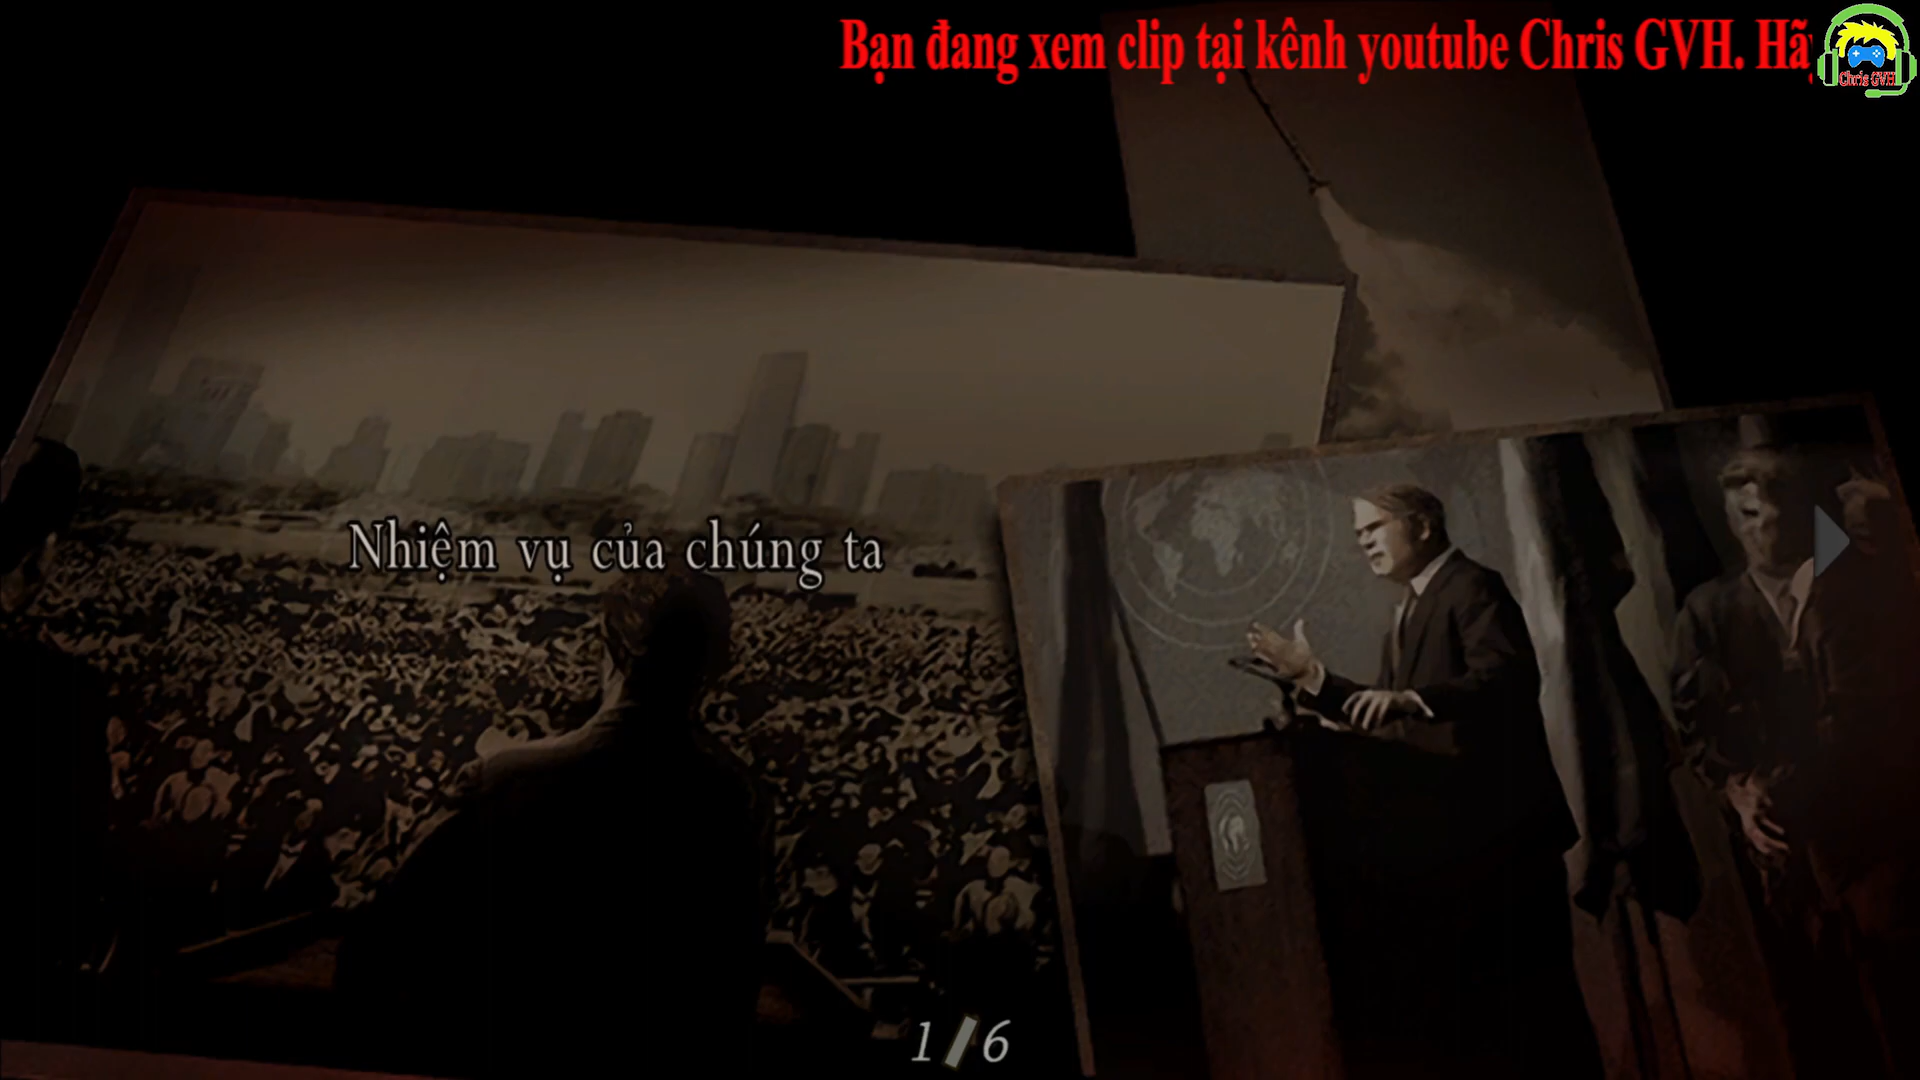 Bạn đang xem clip tại kênh youtube Chris GVH. Hã
Chris GVH
Nhiệm vụ của chúng ta
1/6